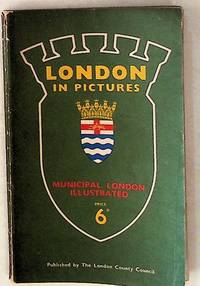 LONDON
IN PICTURES
MUNICIPAL LONDON
ILLUSTRATED
PRICE
6D
Published by The London County Council